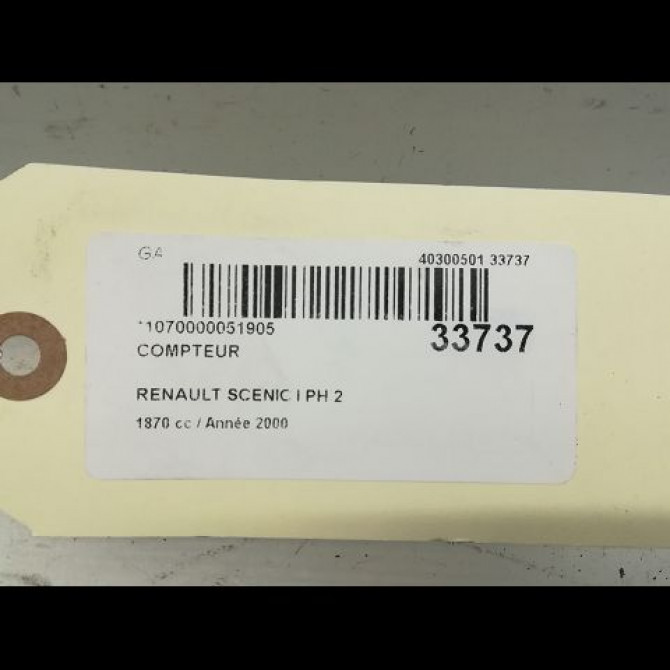 GA 40300501 33737
*1070000051905 33737
COMPTEUR
RENAULT SCENIC I PH 2
1870 cc / Année 2000